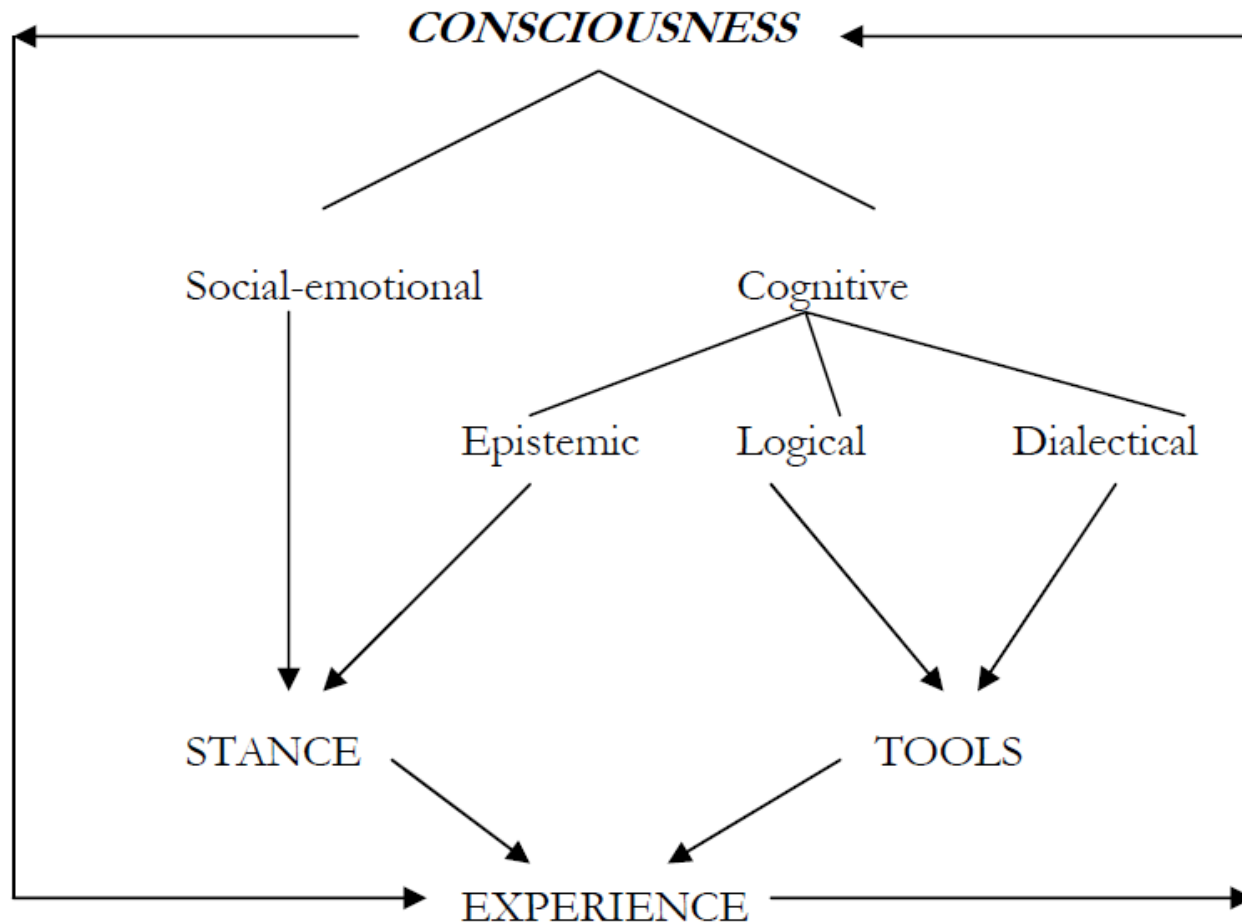 CONSCIOUSNESS
Social-emotional Cognitive
Epistemic Logical Dialectical
STANCE TOOLS
EXPERIENCE